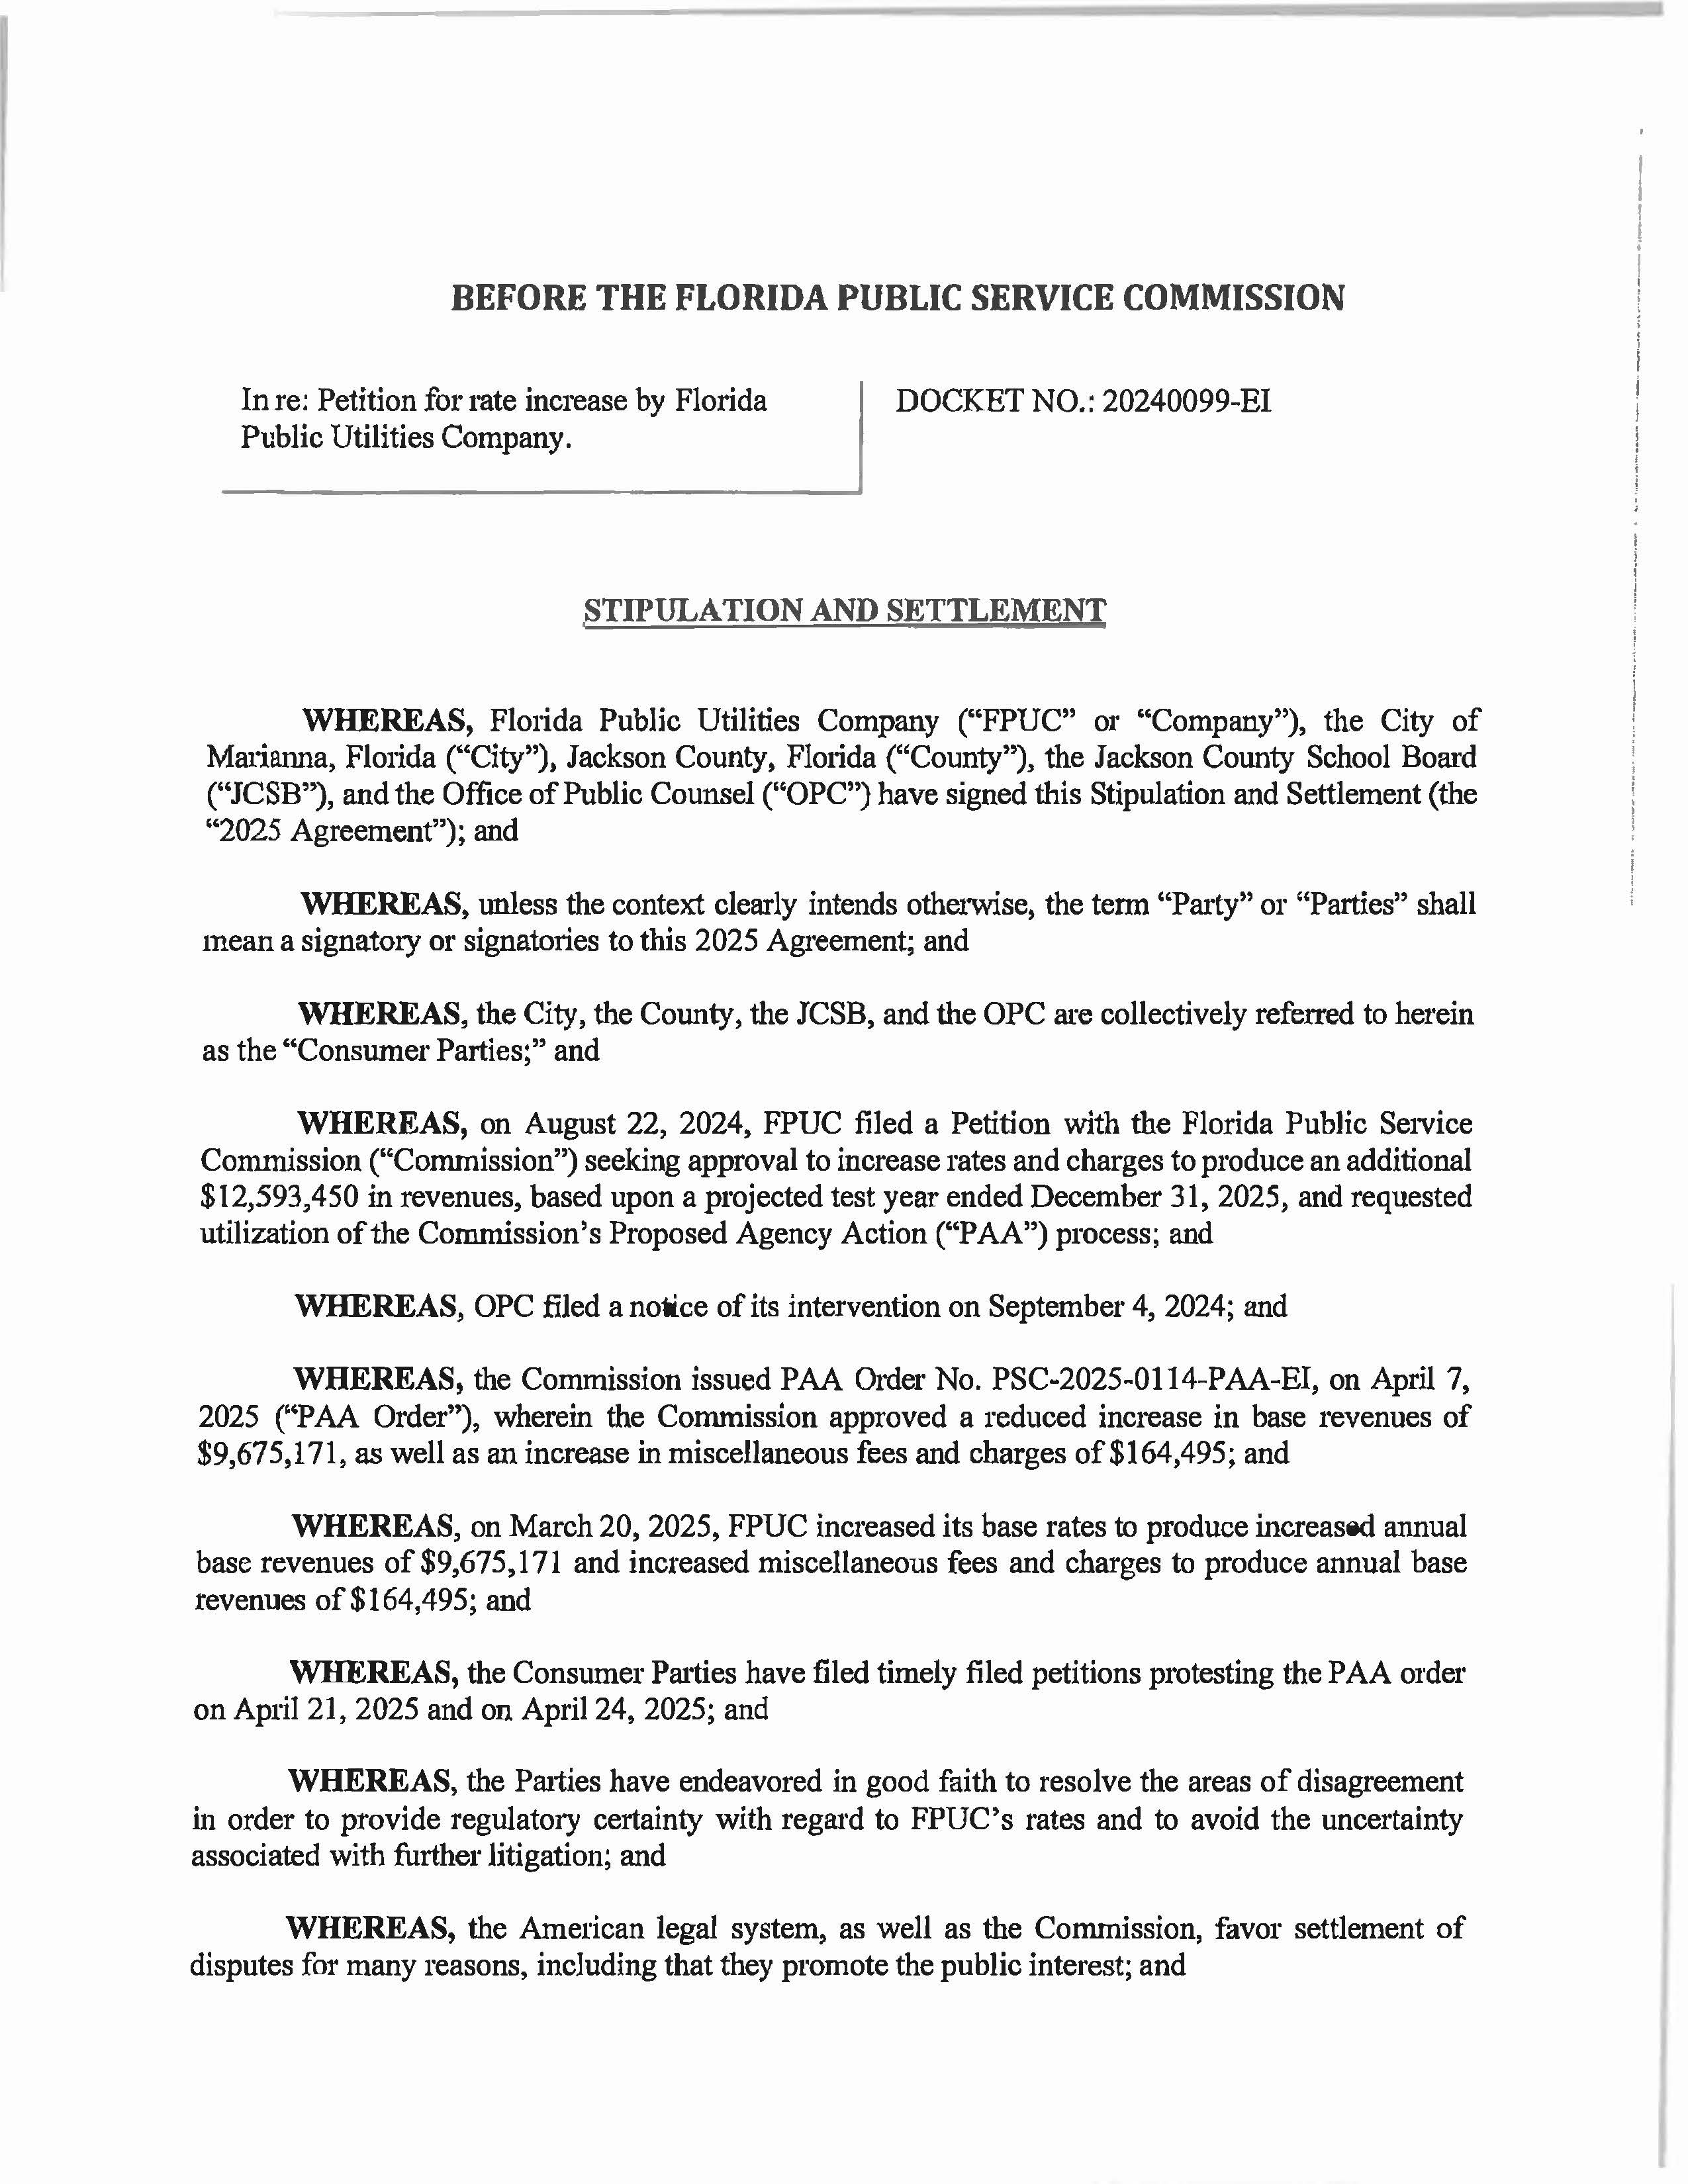 BEFORE THE FLORIDA PUBLIC SERVICE COMMISSION
In re: Petition for rate increase by Florida
Public Utilities Company.
DOCKET NO.: 20240099-EI
STIPULATION AND SETTLEMENT
WHEREAS, Florida Public Utilities Company (“FPUC” or “Company”), the City of
Marianna, Florida (“City”), Jackson County, Florida (“County”), the Jackson County School Board
(“JCSB”), and the Office of Public Counsel (“OPC”) have signed this Stipulation and Settlement (the
“2025 Agreement”); and
WHEREAS, unless the context clearly intends otherwise, the term “Party” or “Parties” shall
mean a signatory or signatories to this 2025 Agreement; and
WHEREAS, the City, the County, the JCSB, and the OPC are collectively referred to herein
as the “Consumer Parties;” and
WHEREAS, on August 22, 2024, FPUC filed a Petition with the Florida Public Service
Commission (“Commission”) seeking approval to increase rates and charges to produce an additional
$12,593,450 in revenues, based upon a projected test year ended December 31, 2025, and requested
utilization of the Commission’s Proposed Agency Action (“PAA”) process; and
WHEREAS, OPC filed a notice of its intervention on September 4, 2024; and
WHEREAS, the Commission issued PAA Order No. PSC-2025-0114-PAA-EI, on April 7,
2025 (“PAA Order”), wherein the Commission approved a reduced increase in base revenues of
$9,675,171, as well as an increase in miscellaneous fees and charges of $164,495; and
WHEREAS, on March 20, 2025, FPUC increased its base rates to produce increased annual
base revenues of $9,675,171 and increased miscellaneous fees and charges to produce annual base
revenues of $164,495; and
WHEREAS, the Consumer Parties have filed timely filed petitions protesting the PAA order
on April 21, 2025 and on April 24, 2025; and
WHEREAS, the Parties have endeavored in good faith to resolve the areas of disagreement
in order to provide regulatory certainty with regard to FPUC’s rates and to avoid the uncertainty
associated with further litigation; and
WHEREAS, the American legal system, as well as the Commission, favor settlement of
disputes for many reasons, including that they promote the public interest; and